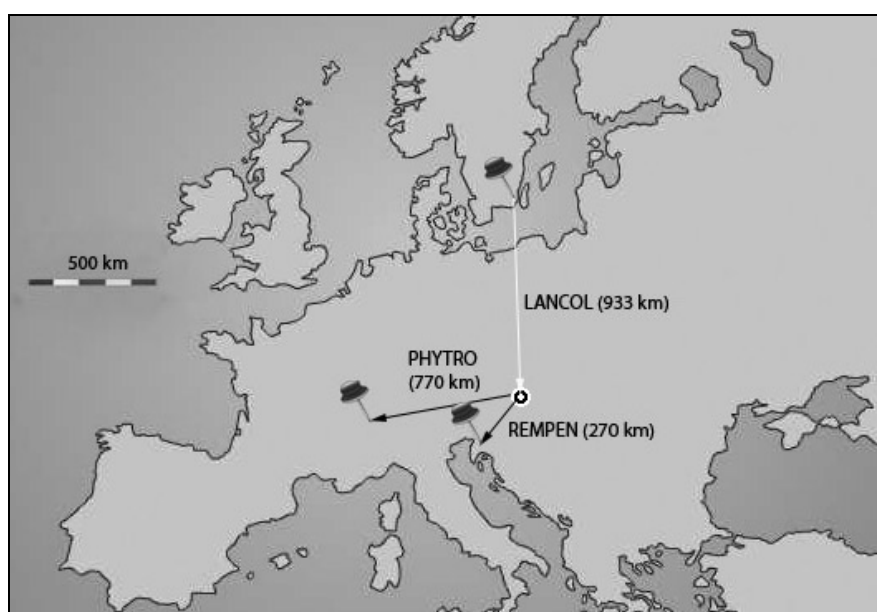 500 km
LANCOL (933 km)
PHYTRO
(770 km)
REMPEN (270 km)